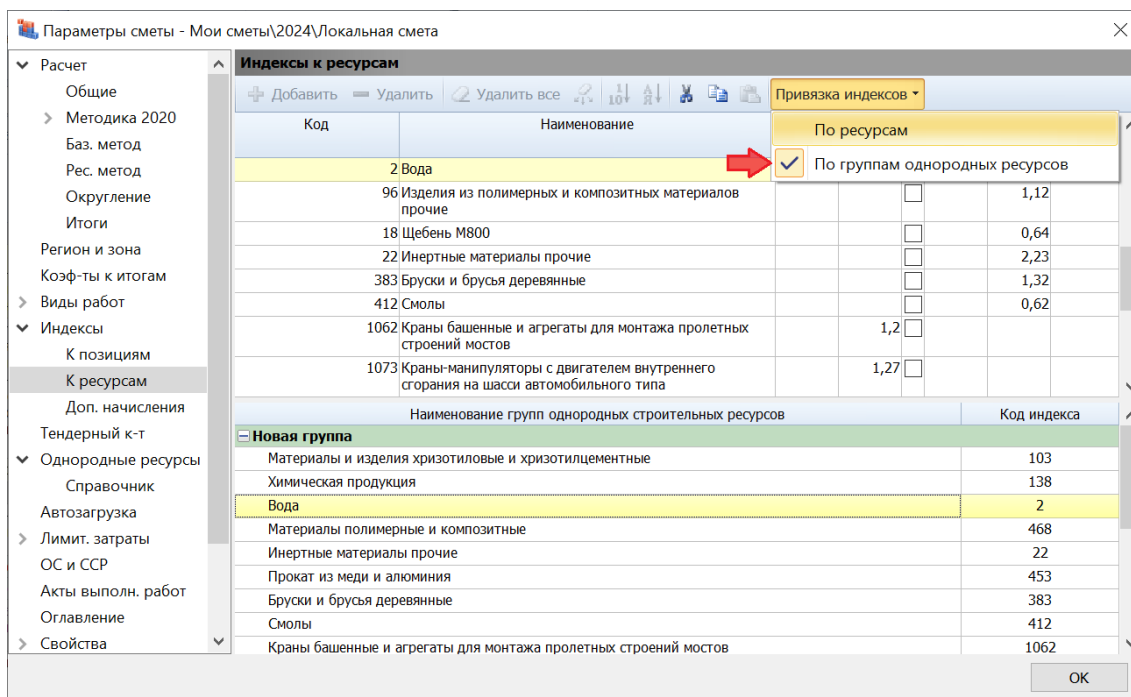 Параметры сметы - Мои сметы\2024\Локальная смета
Расчет
Общие
Методика 2020
Баз. метод
Рес. метод
Округление
Итоги
Регион и зона
Коэф-ты к итогам
Виды работ
Индексы
К позициям
К ресурсам
Доп. начисления
Тендерный к-т
Однородные ресурсы
Справочник
Автозагрузка
Лимит. затраты
ОС и ССР
Акты выполн. работ
Оглавление
Свойства
Индексы к ресурсам
Добавить Удалить Удалить все Привязка индексов
По ресурсам
По группам однородных ресурсов
Код Наименование
2 Вода
96 Изделия из полимерных и композитных материалов 1,12
прочие
18 Щебень М800 0,64
22 Инертные материалы прочие 2,23
383 Бруски и брусья деревянные 1,32
412 Смолы 0,62
1062 Краны башенные и агрегаты для монтажа пролетных 1,2
строений мостов
1073 Краны-манипуляторы с двигателем внутреннего 1,27
сгорания на шасси автомобильного типа
Наименование групп однородных строительных ресурсов Код индекса
Новая группа
Материалы и изделия хризотиловые и хризотилцементные 103
Химическая продукция 138
Вода 2
Материалы полимерные и композитные 468
Инертные материалы прочие 22
Прокат из меди и алюминия 453
Бруски и брусья деревянные 383
Смолы 412
Краны башенные и агрегаты для монтажа пролетных строений мостов 1062
OK